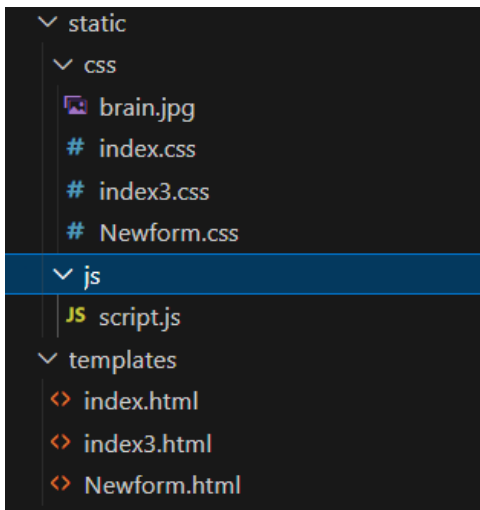 static
css
brain.jpg
# index.css
# index3.css
# Newform.css
js
JS script.js
templates
<> index.html
<> index3.html
<> Newform.html